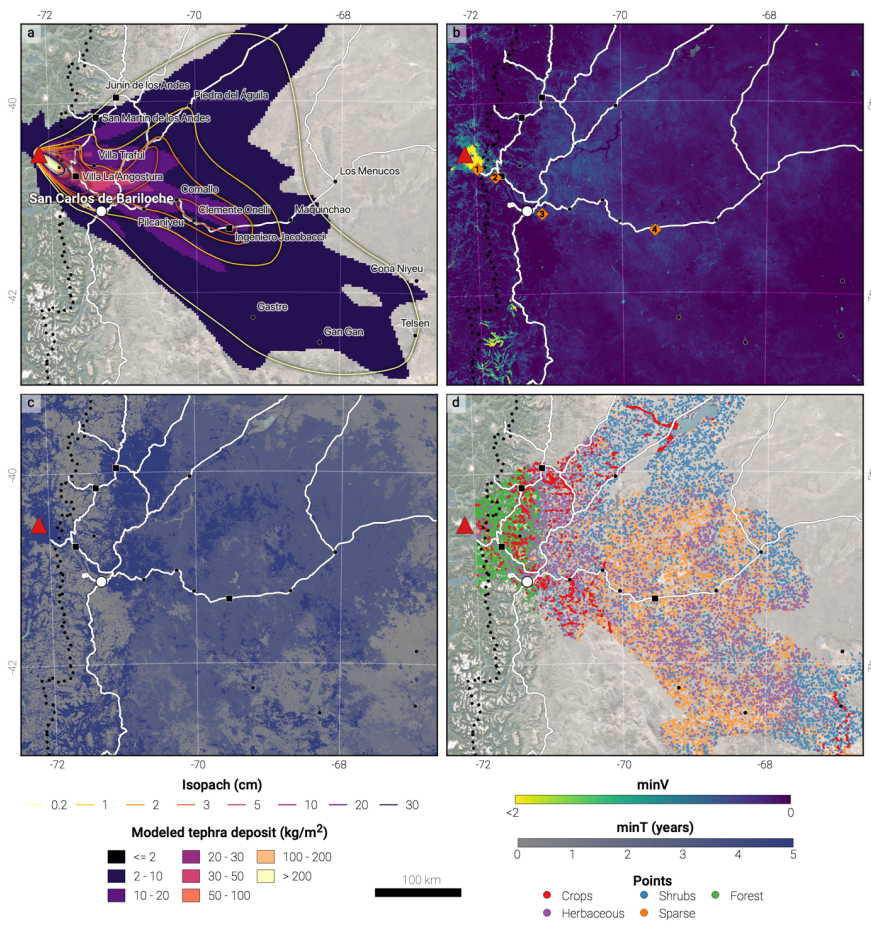 -72
-70
-68
-72
-70
-68
a
b
Junín de los Andes
Piedra del Águila
-40
San Martín de los Andes
Villa Traful
Villa La Angostura
Los Menucos
San Carlos de Bariloche
Comallo
Clemente Onelli
Maquinchao
Pilcaniyeu
Ingeniero Jacobacci
Cona Niyeu
-42
Gastre
Gan Gan
Telsen
1
2
3
4
c
d
-40
-42
-72
-70
-68
-72
-70
-68
Isopach (cm)
0.2
1
2
3
5
10
20
30
Modeled tephra deposit (kg/m²)
<= 2
20 - 30
100 - 200
2 - 10
30 - 50
> 200
10 - 20
50 - 100
100 km
minV
<2
0
minT (years)
0
1
2
3
4
5
Points
Crops
Shrubs
Forest
Herbaceous
Sparse